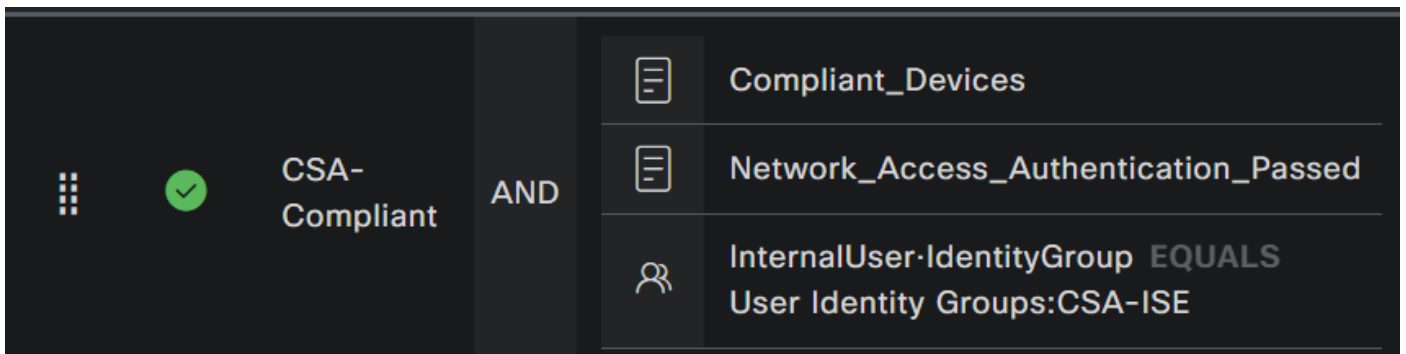 CSA-
Compliant
AND
Compliant_Devices
Network_Access_Authentication_Passed
InternalUser·IdentityGroup EQUALS
User Identity Groups:CSA-ISE